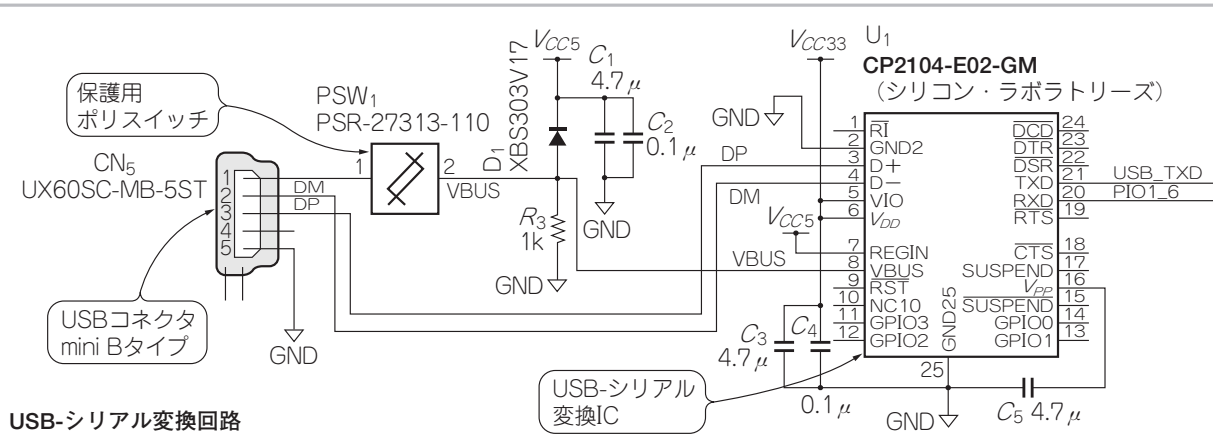 保護用
ポリスイッチ
CN5
UX60SC-MB-5ST
1
2
3
4
5
DM
DP
USBコネクタ
mini Bタイプ
GND
PSW1
PSR-27313-110
1
2
VBUS
D1
XBS303V17
VCC5
C1
4.7μ
C2
0.1μ
GND
R3
1k
GND
DP
DM
VBUS
VCC33
VCC5
GND
U1
CP2104-E02-GM
(シリコン・ラボラトリーズ)
1 RI
2 GND2
3 D+
4 D−
5 VIO
6 VDD
7 REGIN
8 VBUS
9 RST
10 NC10
11 GPIO3
12 GPIO2
DCD 24
DTR 23
DSR 22
TXD 21
RXD 20
RTS 19
CTS 18
SUSPEND 17
VPP 16
SUSPEND 15
GPIO0 14
GPIO1 13
GND25
25
USB_TXD
PIO1_6
C3
4.7μ
C4
0.1μ
USB-シリアル
変換IC
GND
C5 4.7μ
USB-シリアル変換回路